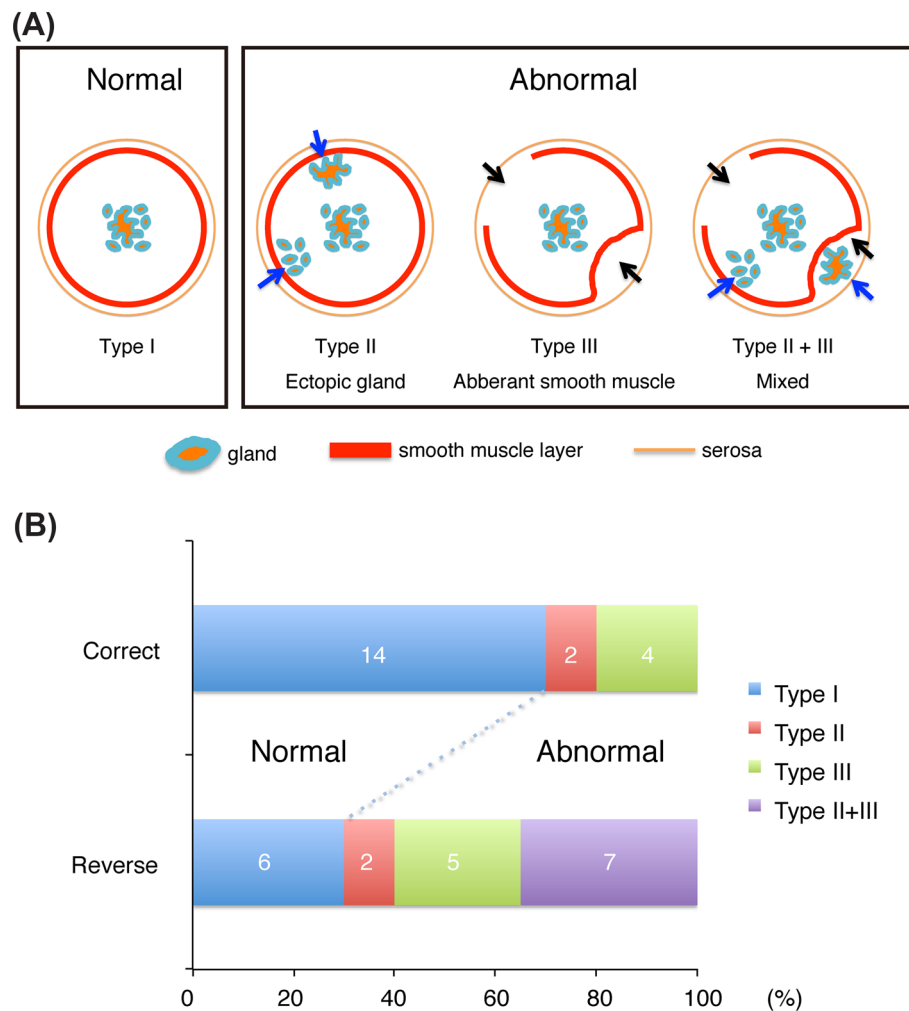 (A)
Normal
Abnormal
Type I
Type II
Type III
Type II + III
Ectopic gland
Abberant smooth muscle
Mixed
gland
smooth muscle layer
serosa
(B)
Correct
14
2
4
Normal
Abnormal
Reverse
6
2
5
7
Type I
Type II
Type III
Type II+III
0 20 40 60 80 100 (%)